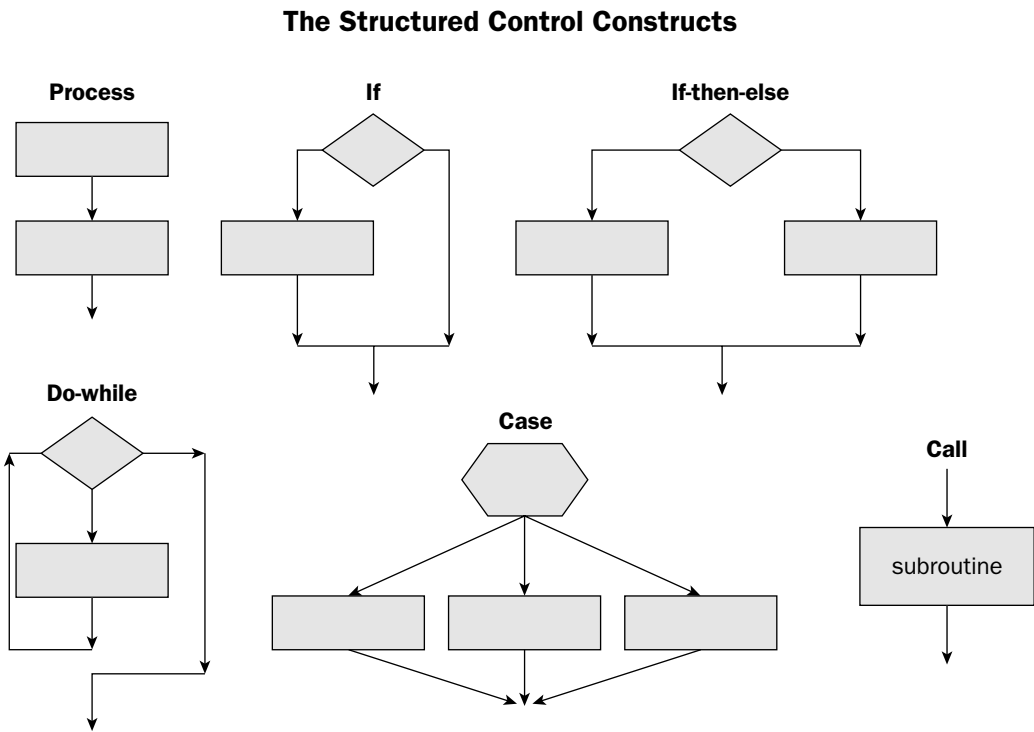 The Structured Control Constructs
Process
If
If-then-else
Do-while
Case
Call
subroutine